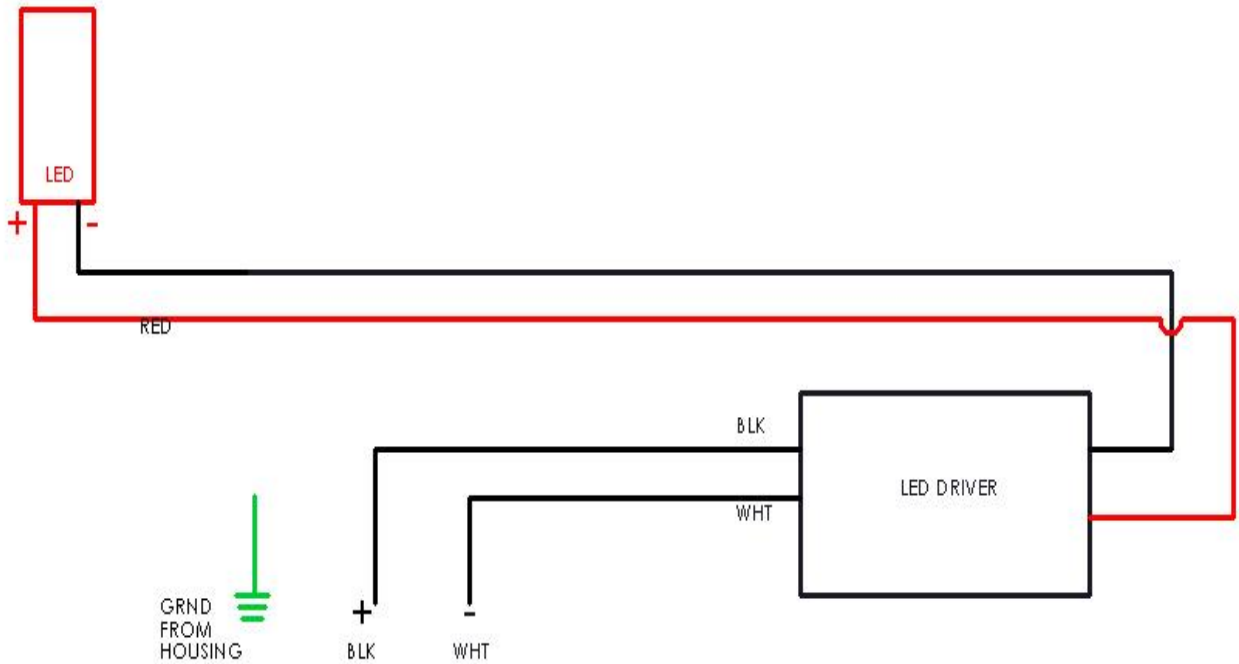 LED
+ -
RED
BLK
LED DRIVER
WHT
GRND
FROM
HOUSING
+ -
BLK WHT